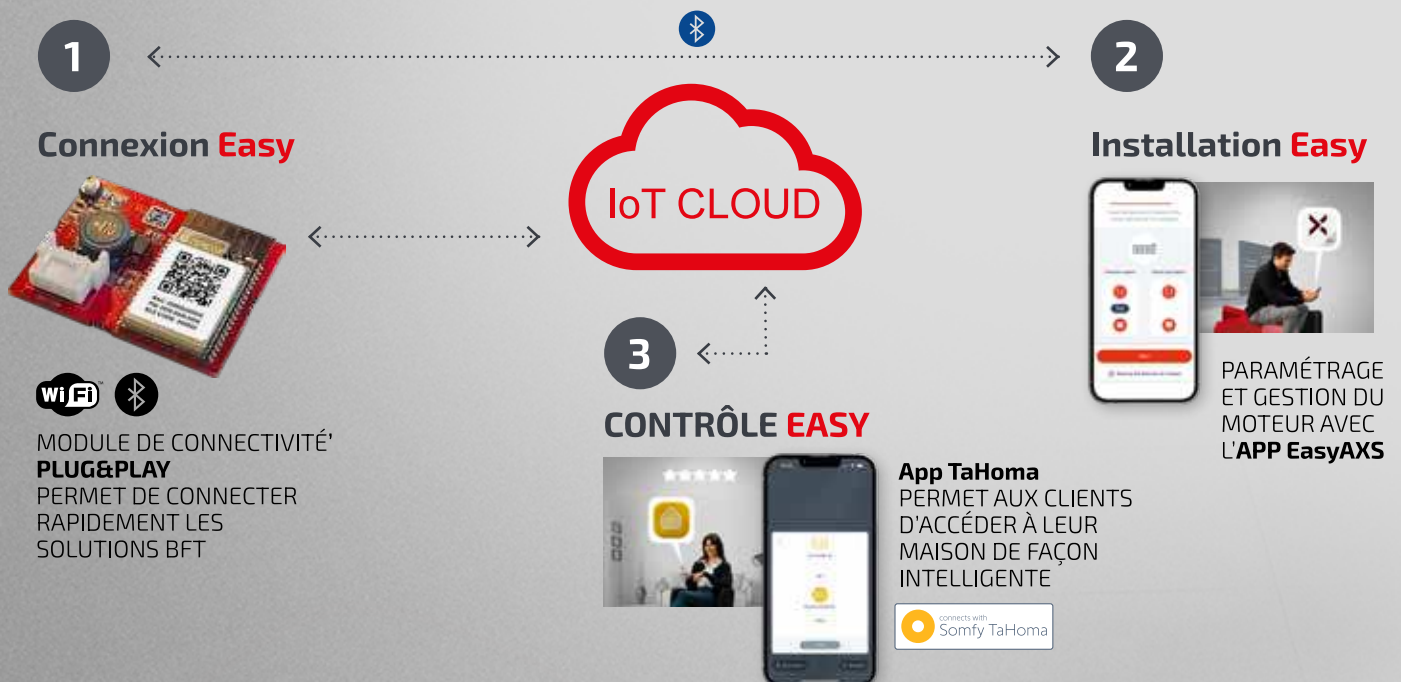 1
2
Connexion Easy
IoT CLOUD
Installation Easy
WiFi
MODULE DE CONNECTIVITÉ'
PLUG&PLAY
PERMET DE CONNECTER
RAPIDEMENT LES
SOLUTIONS BFT
PARAMÉTRAGE
ET GESTION DU
MOTEUR AVEC
L'APP EasyAXS
3
CONTRÔLE EASY
App TaHoma
PERMET AUX CLIENTS
D'ACCÉDER À LEUR
MAISON DE FAÇON
INTELLIGENTE
connects with
Somfy TaHoma